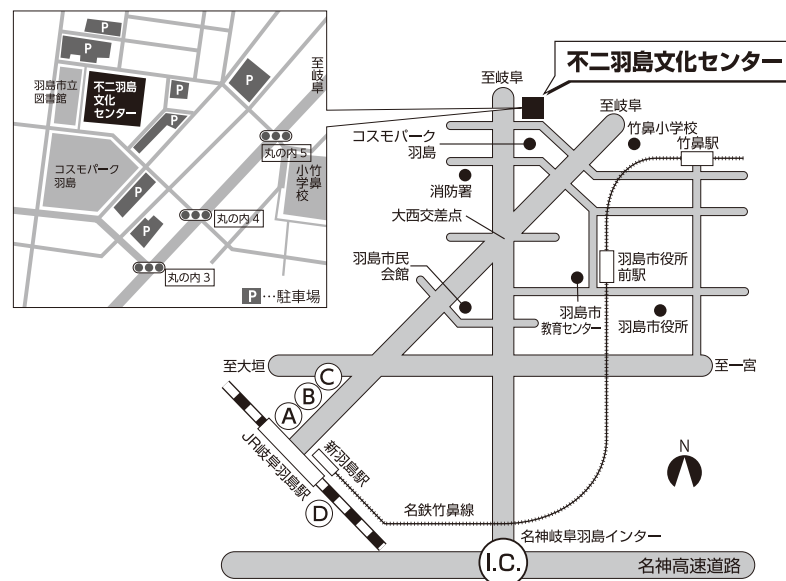 P
P
P
P
P
P
P
羽島市立
図書館
不二羽島
文化
センター
至岐阜
丸の内 5
竹鼻
小学校
コスモパーク
羽島
丸の内 4
丸の内 3
P…駐車場
不二羽島文化センター
至岐阜
至岐阜
コスモパーク
羽島
竹鼻小学校
竹鼻駅
消防署
大西交差点
羽島市民
会館
羽島市役所
前駅
羽島市
教育センター
羽島市役所
至大垣
至一宮
C
B
A
JR岐阜羽島駅
新羽島駅
D
N
名鉄竹鼻線
名神岐阜羽島インター
I.C.
名神高速道路